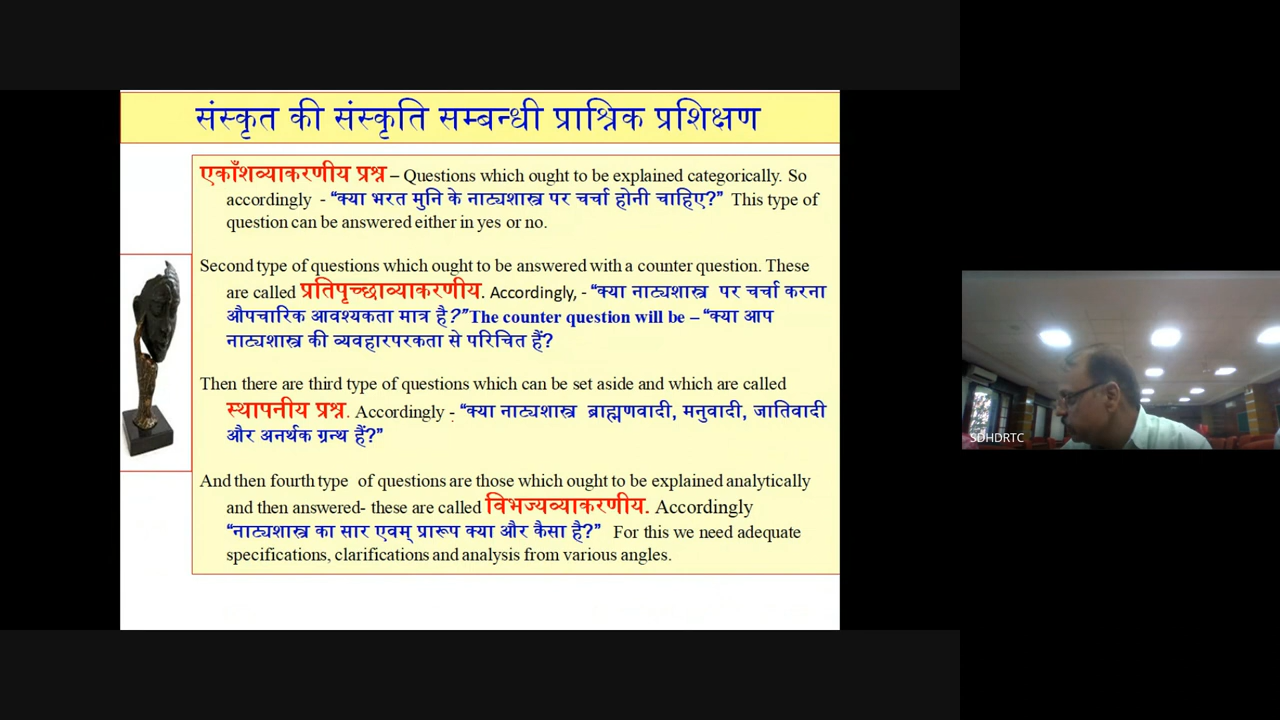 संस्कृत की संस्कृति सम्बन्धी प्राश्निक प्रशिक्षण
एकाँशव्याकरणीय प्रश्न – Questions which ought to be explained categorically. So
accordingly - “क्या भरत मुनि के नाट्यशास्त्र पर चर्चा होनी चाहिए?” This type of
question can be answered either in yes or no.
Second type of questions which ought to be answered with a counter question. These
are called प्रतिपृच्छाव्याकरणीय. Accordingly, - “क्या नाट्यशास्त्र पर चर्चा करना
औपचारिक आवश्यकता मात्र है?” The counter question will be – “क्या आप
नाट्यशास्त्र की व्यवहारपरकता से परिचित हैं?
Then there are third type of questions which can be set aside and which are called
स्थापनीय प्रश्न. Accordingly - “क्या नाट्यशास्त्र ब्राह्मणवादी, मनुवादी, जातिवादी
और अनर्थक ग्रन्थ हैं?”
And then fourth type of questions are those which ought to be explained analytically
and then answered- these are called विभज्यव्याकरणीय. Accordingly
“नाट्यशास्त्र का सार एवम् प्रारूप क्या और कैसा है?” For this we need adequate
specifications, clarifications and analysis from various angles.
SDHDRTC